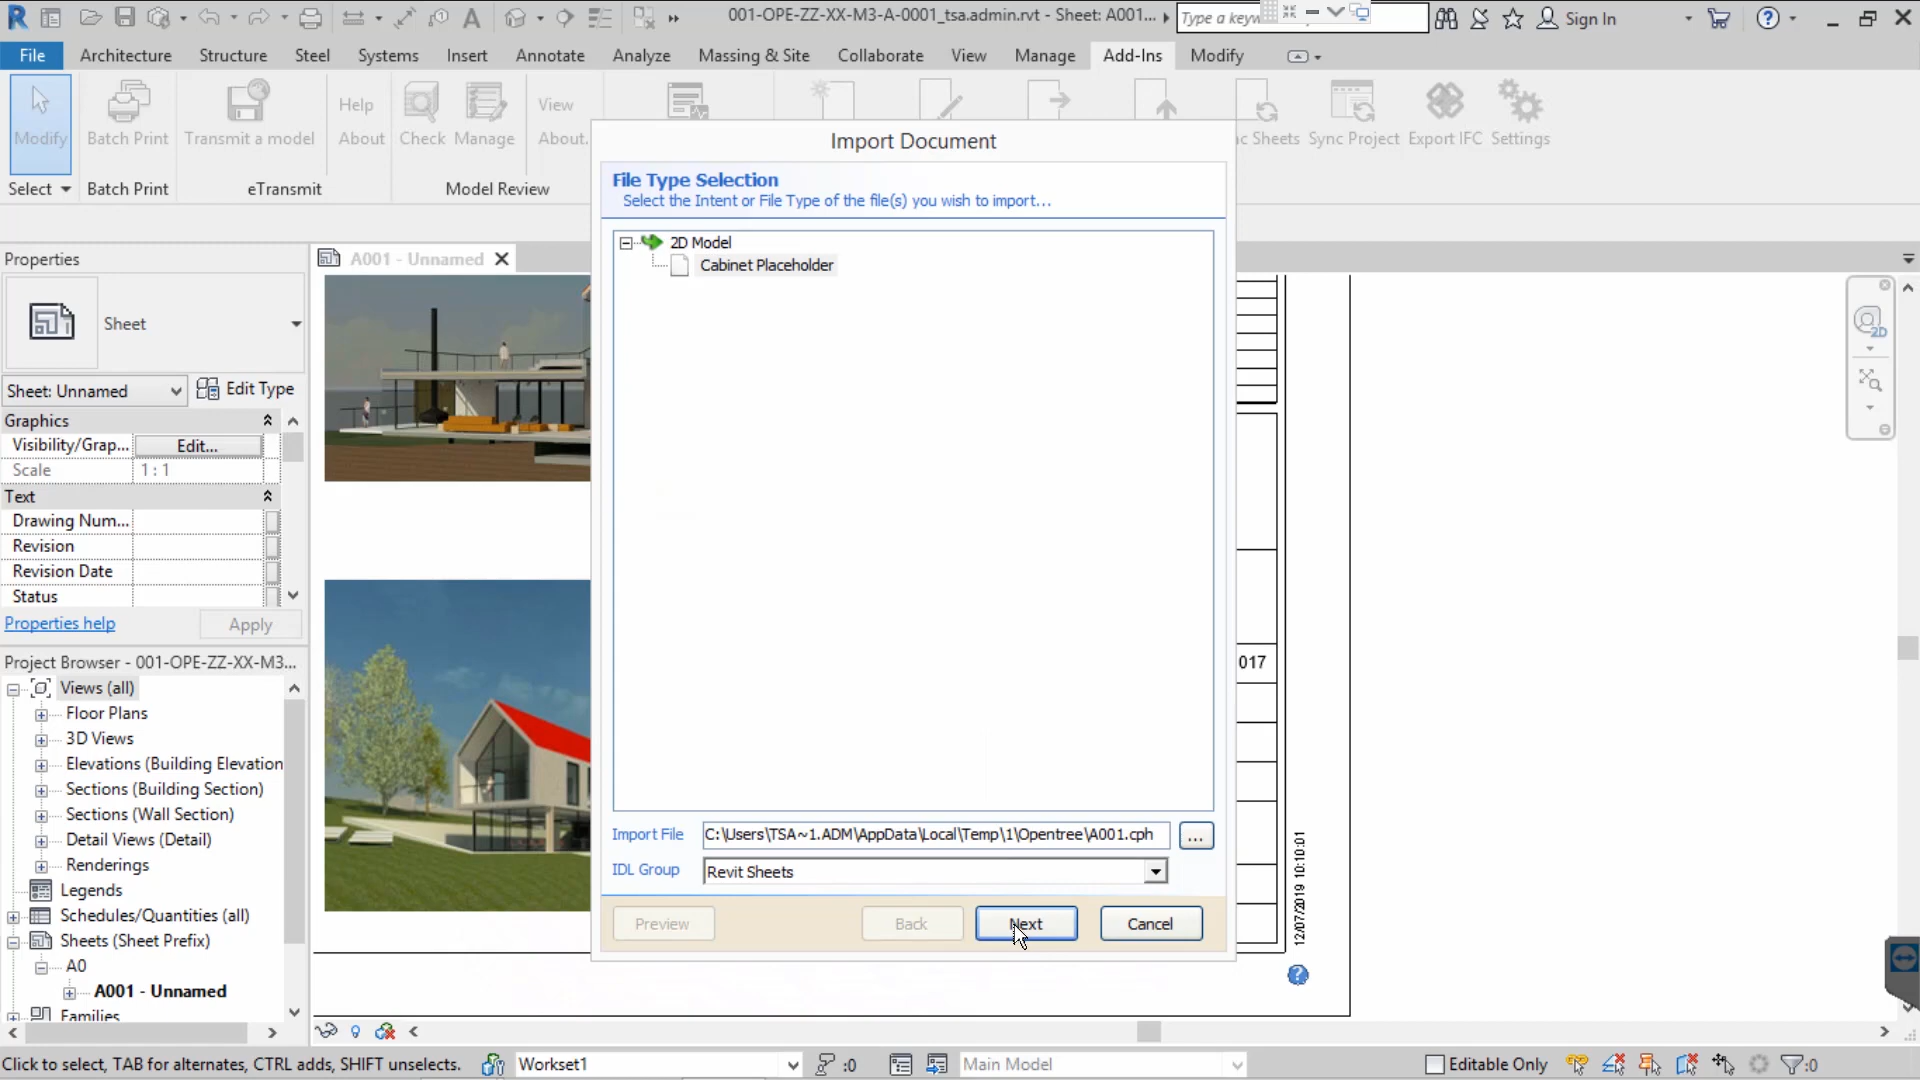 001-OPE-ZZ-XX-M3-A-0001_tsa.admin.rvt - Sheet: A001...
Type a keyw
Sign In
File
Architecture
Structure
Steel
Systems
Insert
Annotate
Analyze
Massing & Site
Collaborate
View
Manage
Add-Ins
Modify
Modify
Batch Print
Transmit a model
Help
About
Check
Manage
View
About.
c Sheets
Sync Project
Export IFC
Settings
Select
Batch Print
eTransmit
Model Review
Import Document
File Type Selection
Select the Intent or File Type of the file(s) you wish to import...
2D Model
Cabinet Placeholder
Import File
C:\Users\TSA~1.ADM\AppData\Local\Temp\1\Opentree\A001.cph
...
IDL Group
Revit Sheets
Preview
Back
Next
Cancel
Properties
Sheet
Sheet: Unnamed
Edit Type
Graphics
Visibility/Grap...
Edit...
Scale
1 : 1
Text
Drawing Num...
Revision
Revision Date
Status
Properties help
Apply
Project Browser - 001-OPE-ZZ-XX-M3...
Views (all)
Floor Plans
3D Views
Elevations (Building Elevation
Sections (Building Section)
Sections (Wall Section)
Detail Views (Detail)
Renderings
Legends
Schedules/Quantities (all)
Sheets (Sheet Prefix)
A0
A001 - Unnamed
Families
A001 - Unnamed
2D
017
12/07/2019 10:10:01
Click to select, TAB for alternates, CTRL adds, SHIFT unselects.
Workset1
:0
Main Model
Editable Only
:0